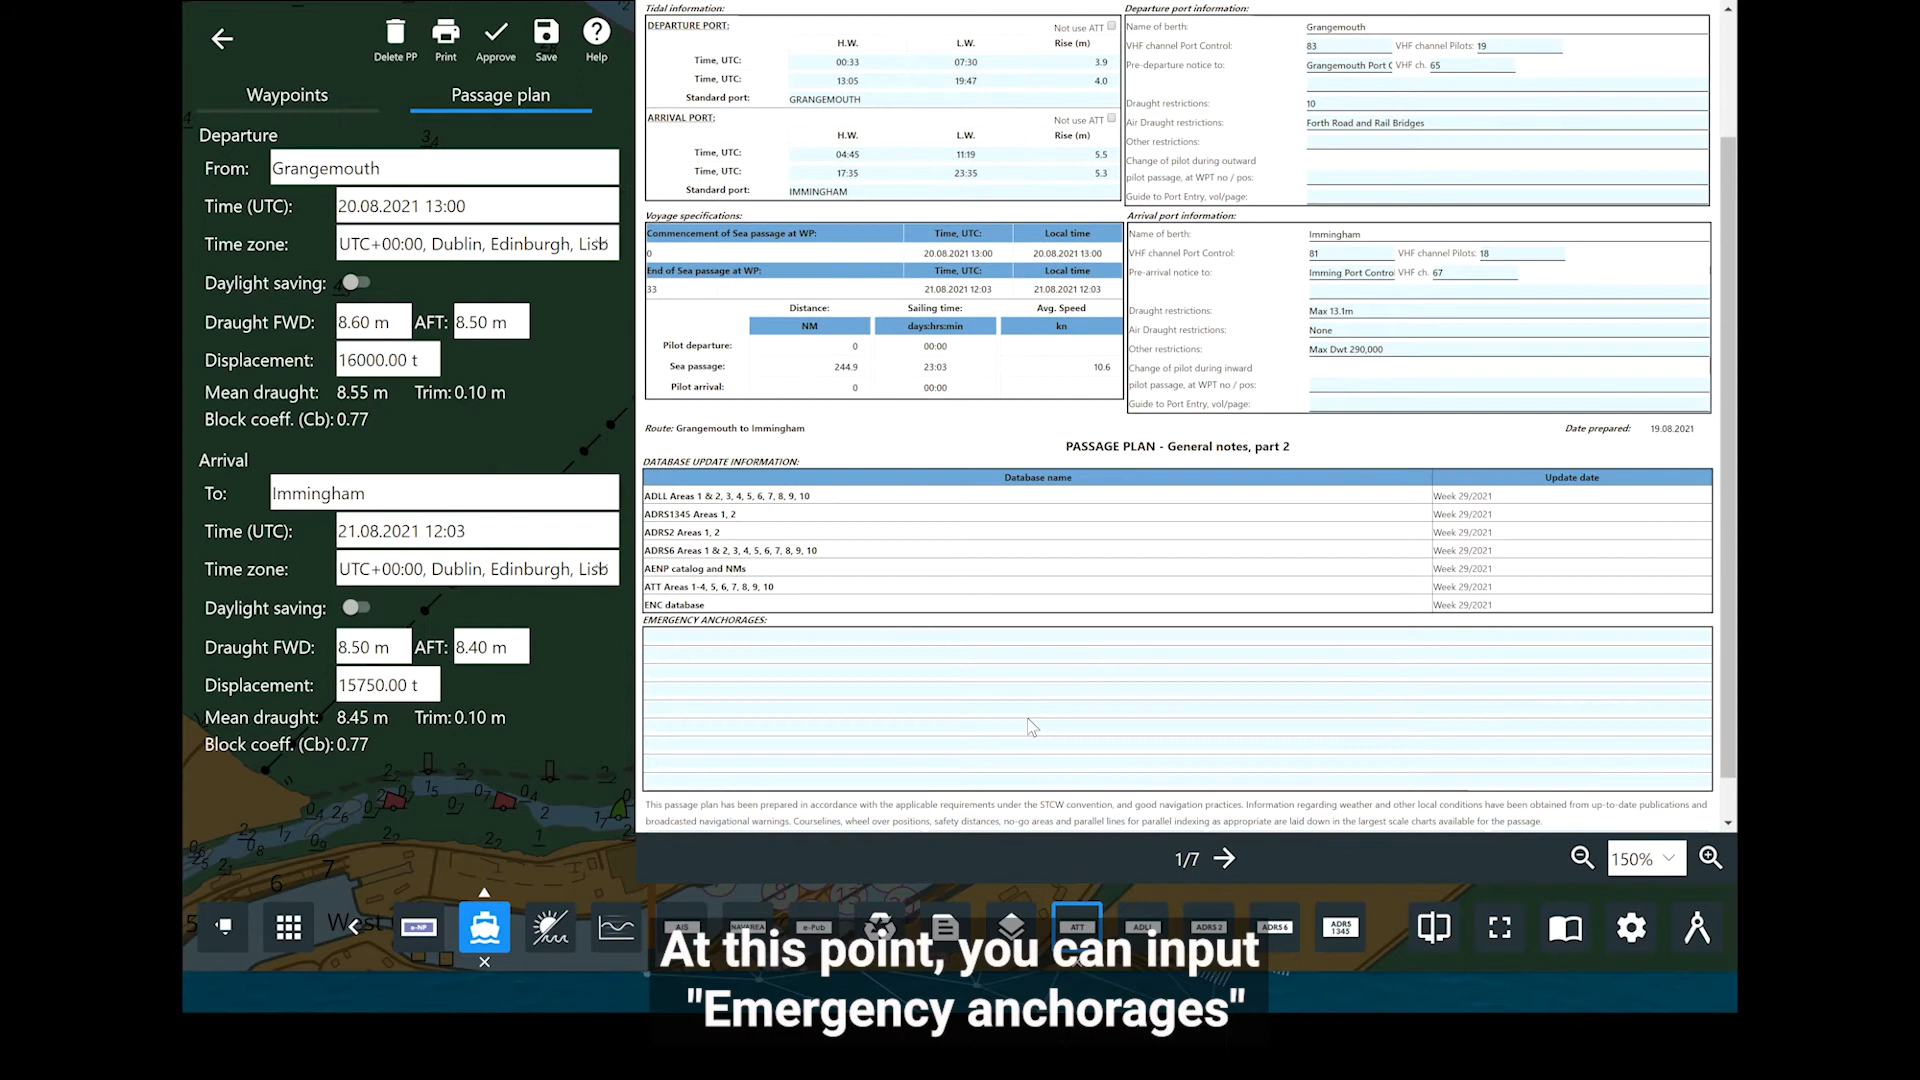 Delete PP
Print
Approve
Save
Help
Waypoints
Passage plan
Departure
From: Grangemouth
Time (UTC): 20.08.2021 13:00
Time zone: UTC+00:00, Dublin, Edinburgh,
Daylight saving:
Draught FWD: 8.60 m AFT: 8.50 m
Displacement: 16000.00 t
Mean draught: 8.55 m Trim: 0.10 m
Block coeff. (Cb): 0.77
Arrival
To: Immingham
Time (UTC): 21.08.2021 12:03
Time zone: UTC+00:00, Dublin, Edinburgh,
Daylight saving:
Draught FWD: 8.50 m AFT: 8.40 m
Displacement: 15750.00 t
Mean draught: 8.45 m Trim: 0.10 m
Block coeff. (Cb): 0.77
Tidal information:
DEPARTURE PORT: Not use ATT
H.W. L.W. Rise (m)
Time, UTC: 00:33 07:30 3.9
Time, UTC: 13:05 19:47 4.0
Standard port: GRANGEMOUTH
ARRIVAL PORT: Not use ATT
H.W. L.W. Rise (m)
Time, UTC: 04:45 11:19 5.5
Time, UTC: 17:35 23:35 5.3
Standard port: IMMINGHAM
Departure port information:
Name of berth: Grangemouth
VHF channel Port Control: 83 VHF channel Pilots: 19
Pre-departure notice to: Grangemouth Port C VHF ch. 65
Draught restrictions: 10
Air Draught restrictions: Forth Road and Rail Bridges
Other restrictions:
Change of pilot during outward
pilot passage, at WPT no / pos:
Guide to Port Entry, vol/page:
Voyage specifications:
Commencement of Sea passage at WP: Time, UTC: Local time
0 20.08.2021 13:00 20.08.2021 13:00
End of Sea passage at WP: Time, UTC: Local time
33 21.08.2021 12:03 21.08.2021 12:03
Distance: Sailing time: Avg. Speed
NM days:hrs:min kn
Pilot departure: 0 00:00
Sea passage: 244.9 23:03 10.6
Pilot arrival: 0 00:00
Arrival port information:
Name of berth: Immingham
VHF channel Port Control: 81 VHF channel Pilots: 18
Pre-arrival notice to: Imming Port Contro VHF ch. 67
Draught restrictions: Max 13.1m
Air Draught restrictions: None
Other restrictions: Max Dwt 290,000
Change of pilot during inward
pilot passage, at WPT no / pos:
Guide to Port Entry, vol/page:
Route: Grangemouth to Immingham Date prepared: 19.08.2021
PASSAGE PLAN - General notes, part 2
DATABASE UPDATE INFORMATION:
Database name Update date
ADLL Areas 1 & 2, 3, 4, 5, 6, 7, 8, 9, 10 Week 29/2021
ADRS1345 Areas 1, 2 Week 29/2021
ADRS2 Areas 1, 2 Week 29/2021
ADRS6 Areas 1 & 2, 3, 4, 5, 6, 7, 8, 9, 10 Week 29/2021
AENP catalog and NMs Week 29/2021
ATT Areas 1-4, 5, 6, 7, 8, 9, 10 Week 29/2021
ENC database Week 29/2021
EMERGENCY ANCHORAGES:
This passage plan has been prepared in accordance with the applicable requirements under the STCW convention, and good navigation practices. Information regarding weather and other local conditions have been obtained from up-to-date publications and
broadcasted navigational warnings. Courselines, wheel over positions, safety distances, no-go areas and parallel lines for parallel indexing as appropriate are laid down in the largest scale charts available for the passage.
1/7
150%
e-NP
AIS
NAVAREA
e-Pub
ATT
ADLL
ADRS 2
ADRS 6
ADRS
1345
At this point, you can input
"Emergency anchorages"